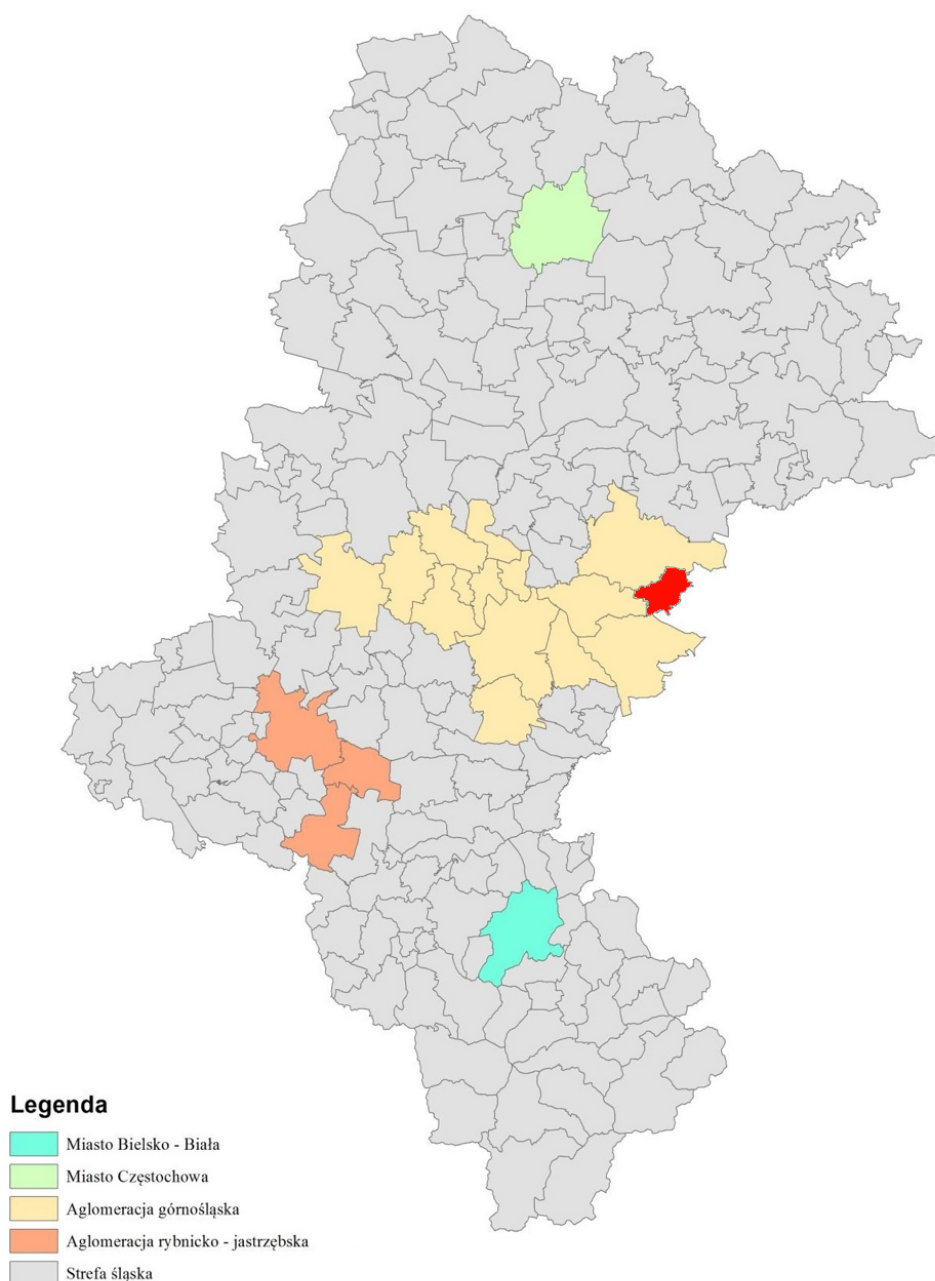 Legenda
Miasto Bielsko - Biała
Miasto Częstochowa
Aglomeracja górnośląska
Aglomeracja rybnicko - jastrzębska
Strefa śląska